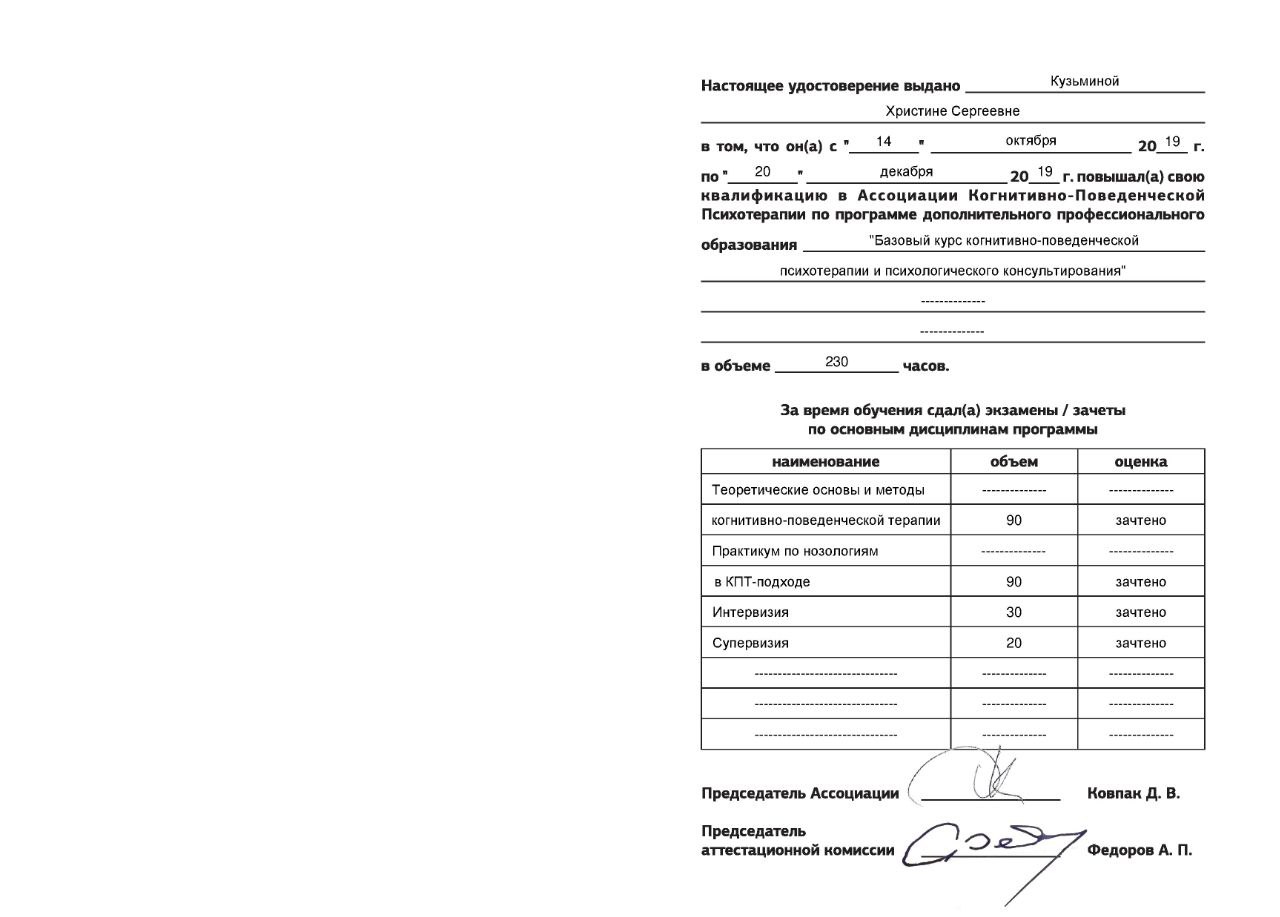 Настоящее удостоверение выдано Кузьминой
Христине Сергеевне
в том, что он(а) с "14" октября 2019 г.
по "20" декабря 2019 г. повышал(а) свою
квалификацию в Ассоциации Когнитивно-Поведенческой
Психотерапии по программе дополнительного профессионального
образования "Базовый курс когнитивно-поведенческой
психотерапии и психологического консультирования"
--------------
--------------
в объеме 230 часов.
За время обучения сдал(а) экзамены / зачеты
по основным дисциплинам программы
наименование объем оценка
Теоретические основы и методы -------------- --------------
когнитивно-поведенческой терапии 90 зачтено
Практикум по нозологиям -------------- --------------
в КПТ-подходе 90 зачтено
Интервизия 30 зачтено
Супервизия 20 зачтено
------------------------------- -------------- --------------
------------------------------- -------------- --------------
------------------------------- -------------- --------------
Председатель Ассоциации Ковпак Д. В.
Председатель
аттестационной комиссии Федоров А. П.